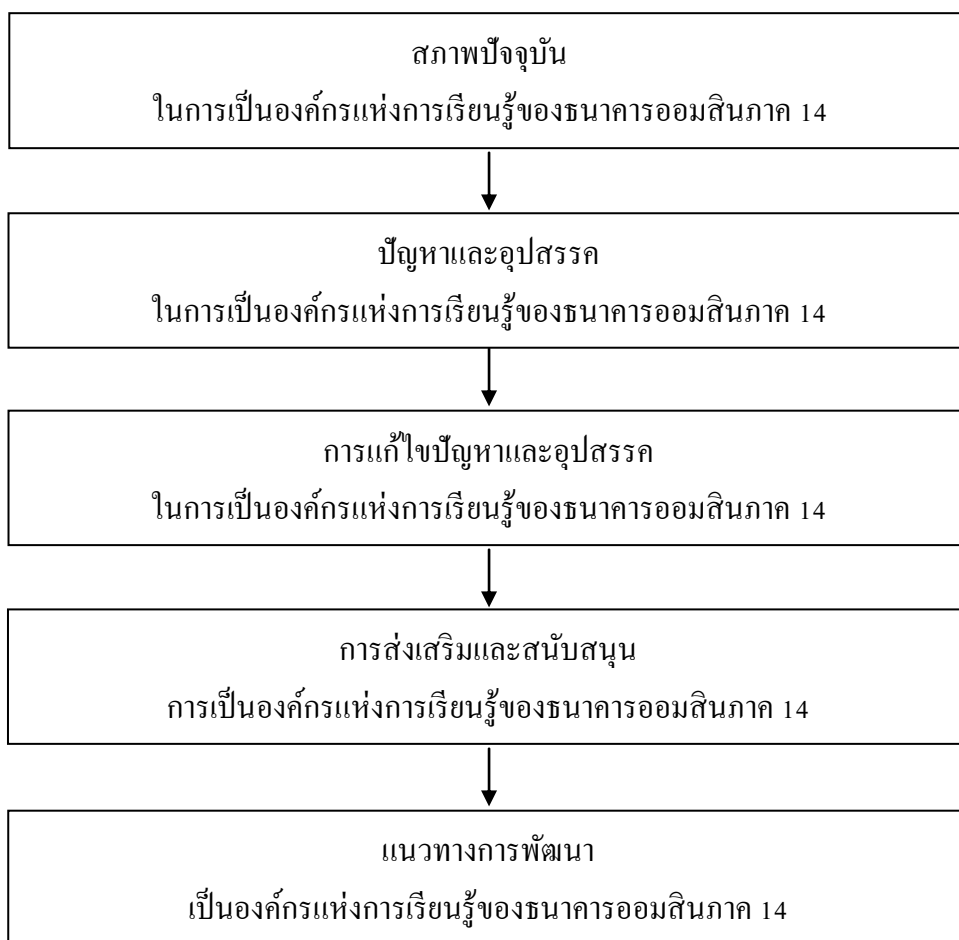 สภาพปัจจุบัน
ในการเป็นองค์กรแห่งการเรียนรู้ของธนาคารออมสินภาค 14
ปัญหาและอุปสรรค
ในการเป็นองค์กรแห่งการเรียนรู้ของธนาคารออมสินภาค 14
การแก้ไขปัญหาและอุปสรรค
ในการเป็นองค์กรแห่งการเรียนรู้ของธนาคารออมสินภาค 14
การส่งเสริมและสนับสนุน
การเป็นองค์กรแห่งการเรียนรู้ของธนาคารออมสินภาค 14
แนวทางการพัฒนา
เป็นองค์กรแห่งการเรียนรู้ของธนาคารออมสินภาค 14